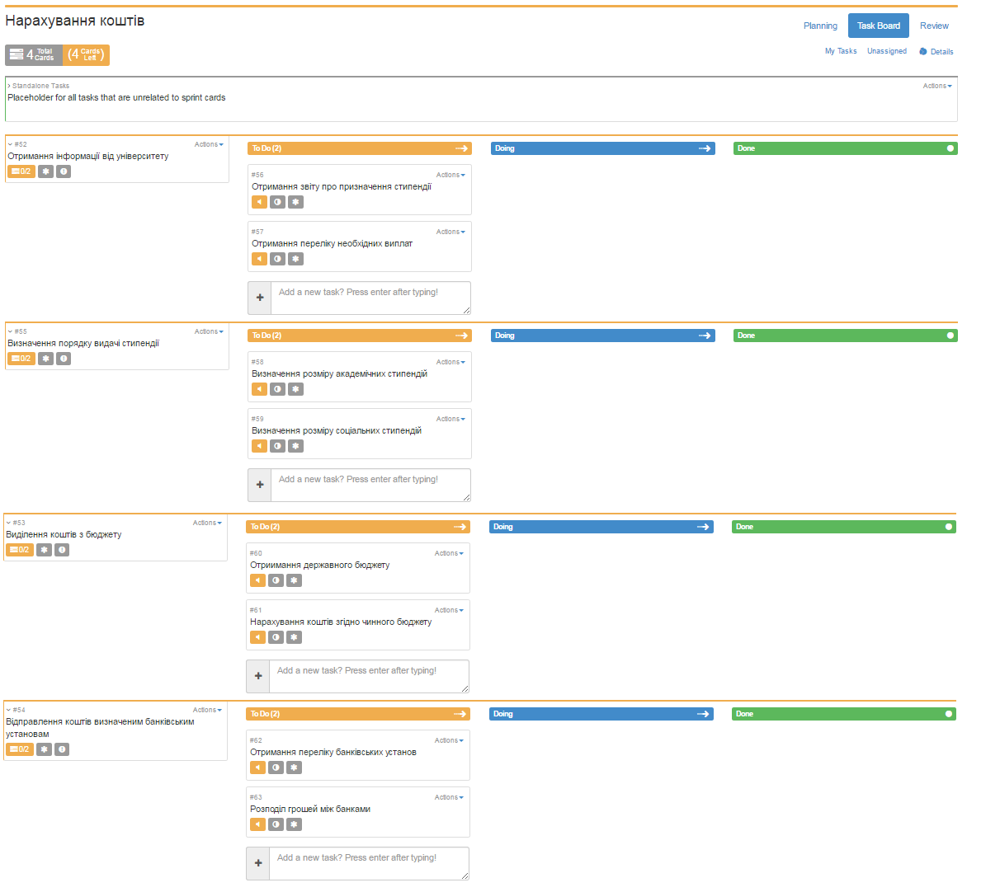 Нарахування коштів
Planning
Task Board
Review
4 Total Cards
(4 Cards Left)
My Tasks
Unassigned
Details
Standalone Tasks
Actions
Placeholder for all tasks that are unrelated to sprint cards
#52
Actions
Отримання інформації від університету
0/2
To Do (2)
Doing
Done
#56
Actions
Отримання звіту про призначення стипендії
#57
Actions
Отримання переліку необхідних виплат
Add a new task? Press enter after typing!
#55
Actions
Визначення порядку видачі стипендії
0/2
To Do (2)
Doing
Done
#58
Actions
Визначення розміру академічних стипендій
#59
Actions
Визначення розміру соціальних стипендій
Add a new task? Press enter after typing!
#53
Actions
Виділення коштів з бюджету
0/2
To Do (2)
Doing
Done
#60
Actions
Отриимання державного бюджету
#61
Actions
Нарахування коштів згідно чинного бюджету
Add a new task? Press enter after typing!
#54
Actions
Відправлення коштів визначеним банківським
установам
0/2
To Do (2)
Doing
Done
#62
Actions
Отримання переліку банківських установ
#63
Actions
Розподіл грошей між банками
Add a new task? Press enter after typing!